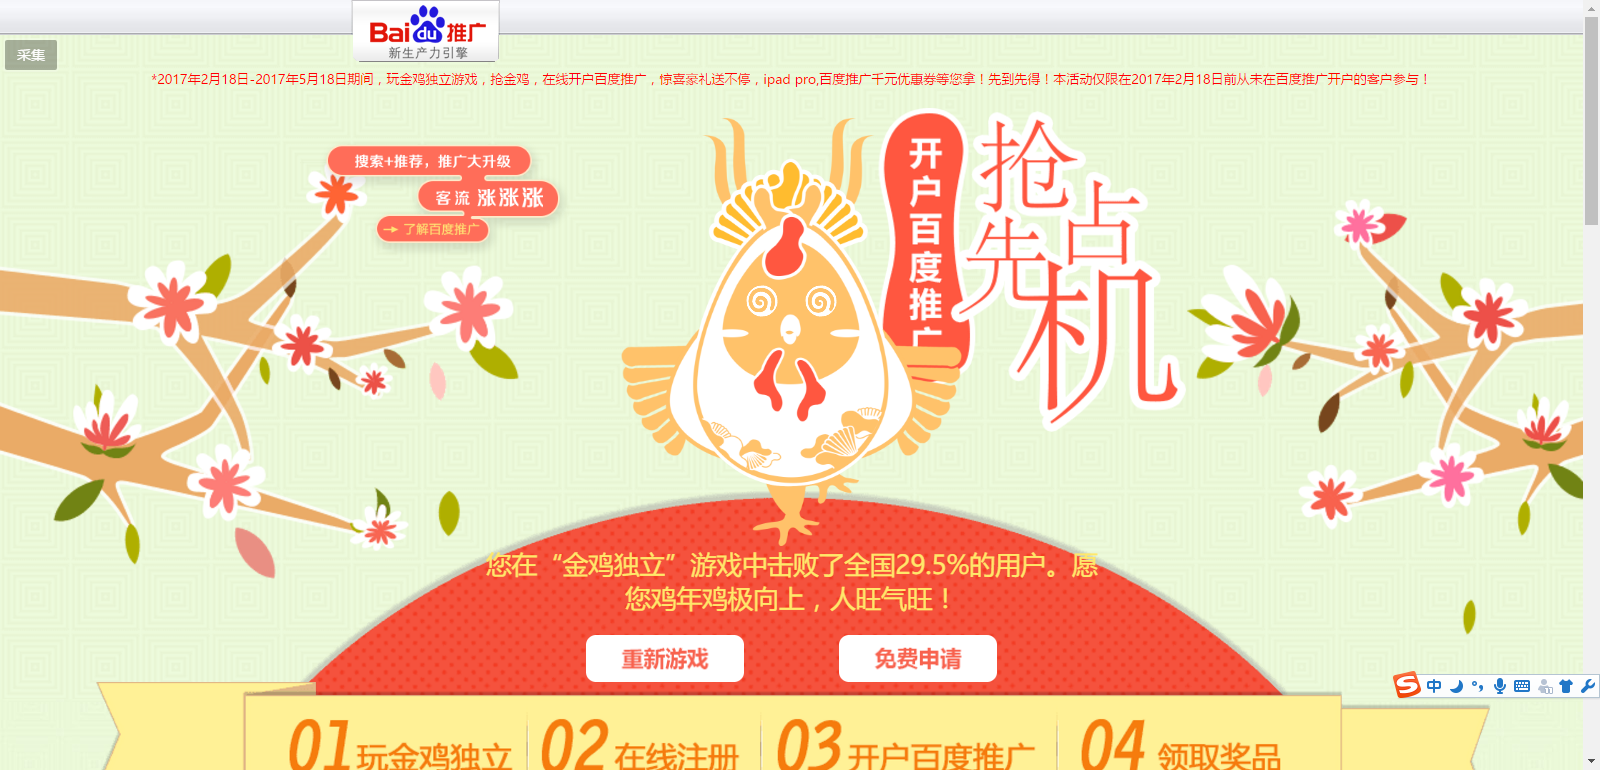 Bai du 推广
新生产力引擎
采集
*2017年2月18日-2017年5月18日期间，玩金鸡独立游戏，抢金鸡，在线开户百度推广，惊喜豪礼送不停，ipad pro,百度推广千元优惠券等您拿！先到先得！本活动仅限在2017年2月18日前从未在百度推广开户的客户参与！
搜索+推荐，推广大升级
客流 涨涨涨
→ 了解百度推广
开户百度推广
抢占先机
您在“金鸡独立”游戏中击败了全国29.5%的用户。愿
您鸡年鸡极向上，人旺气旺！
重新游戏
免费申请
S 中
01 玩金鸡独立
02 在线注册
03 开户百度推广
04 领取奖品